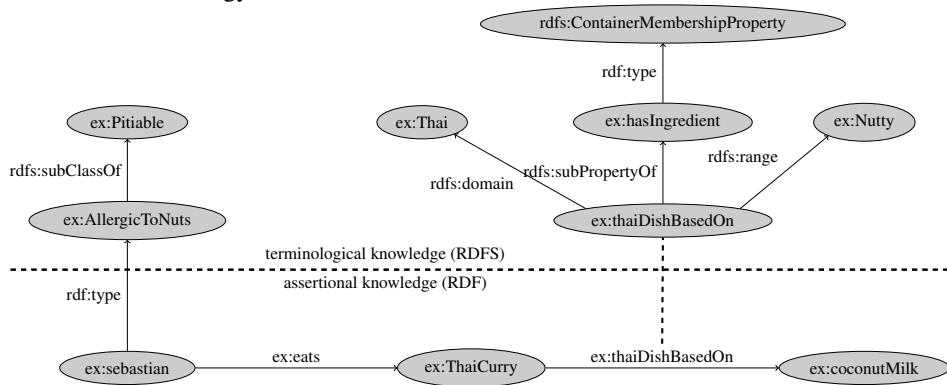 rdfs:ContainerMembershipProperty
rdf:type
ex:Pitiable
ex:Thai
ex:hasIngredient
ex:Nutty
rdfs:subClassOf
rdfs:domain
rdfs:subPropertyOf
rdfs:range
ex:AllergicToNuts
ex:thaiDishBasedOn
terminological knowledge (RDFS)
assertional knowledge (RDF)
rdf:type
ex:sebastian
ex:eats
ex:ThaiCurry
ex:thaiDishBasedOn
ex:coconutMilk